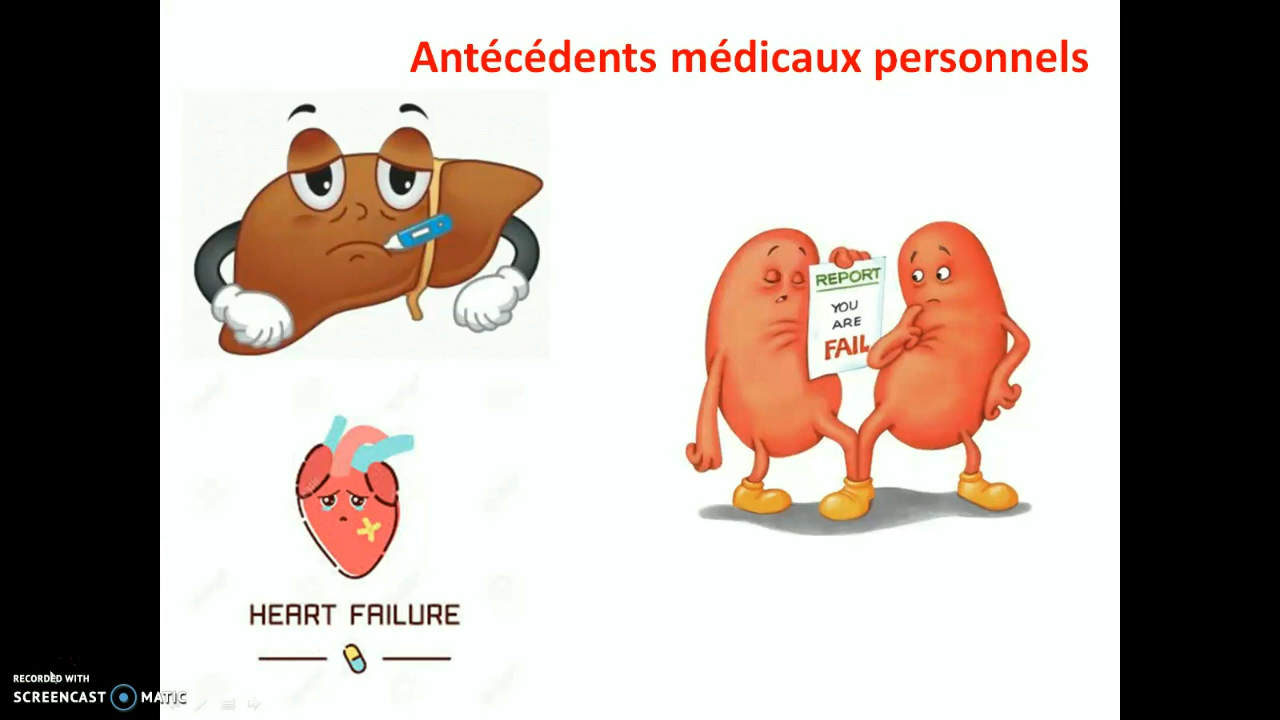 Antécédents médicaux personnels
REPORT
YOU
ARE
FAIL
HEART FAILURE
RECORDED WITH
SCREENCAST MATIC